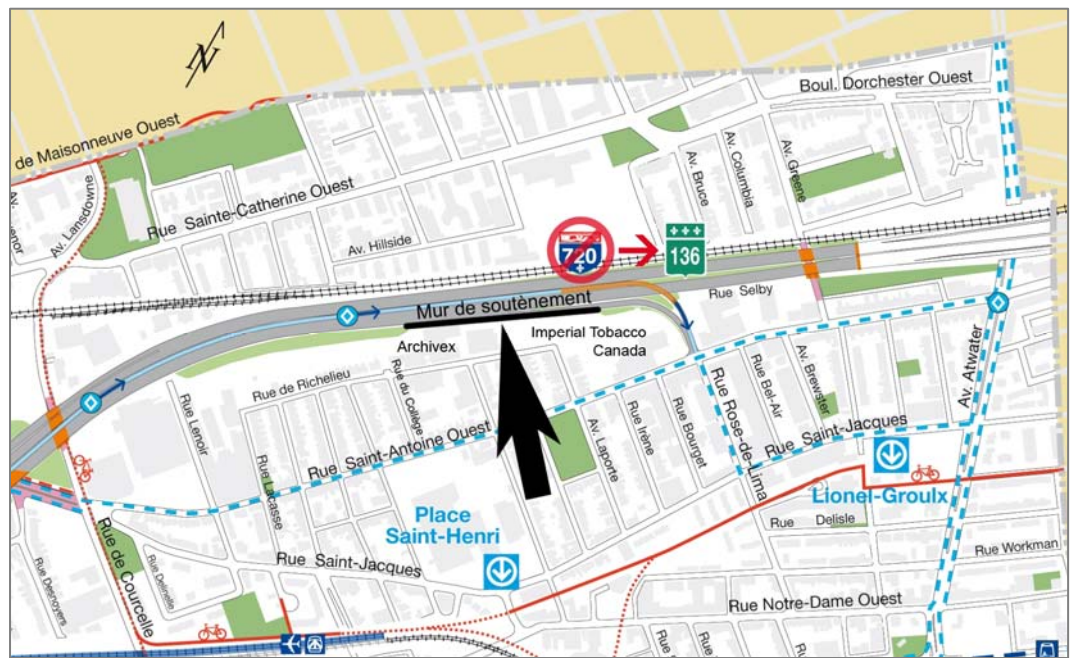 N
Boul. Dorchester Ouest
de Maisonneuve Ouest
Av. Lansdowne
Av.
Rue Sainte-Catherine Ouest
Av. Hillside
Av. Bruce
Av. Columbia
Av. Greene
720
136
Mur de soutènement
Rue Selby
Archivex
Imperial Tobacco
Canada
Rue de Richelieu
Rue du Collège
Rue Lenoir
Rue Lacasse
Rue Saint-Antoine Ouest
Av. Laporte
Rue Irène
Rue Bourget
Rue Rose-de-Lima
Rue Bel-Air
Av. Brewster
Av. Atwater
Rue Saint-Jacques
Lionel-Groulx
Place
Saint-Henri
Rue Saint-Jacques
Rue de Courcelle
Rue Desnoyers
Rue Delinelle
Rue Delisle
Rue Workman
Rue Notre-Dame Ouest